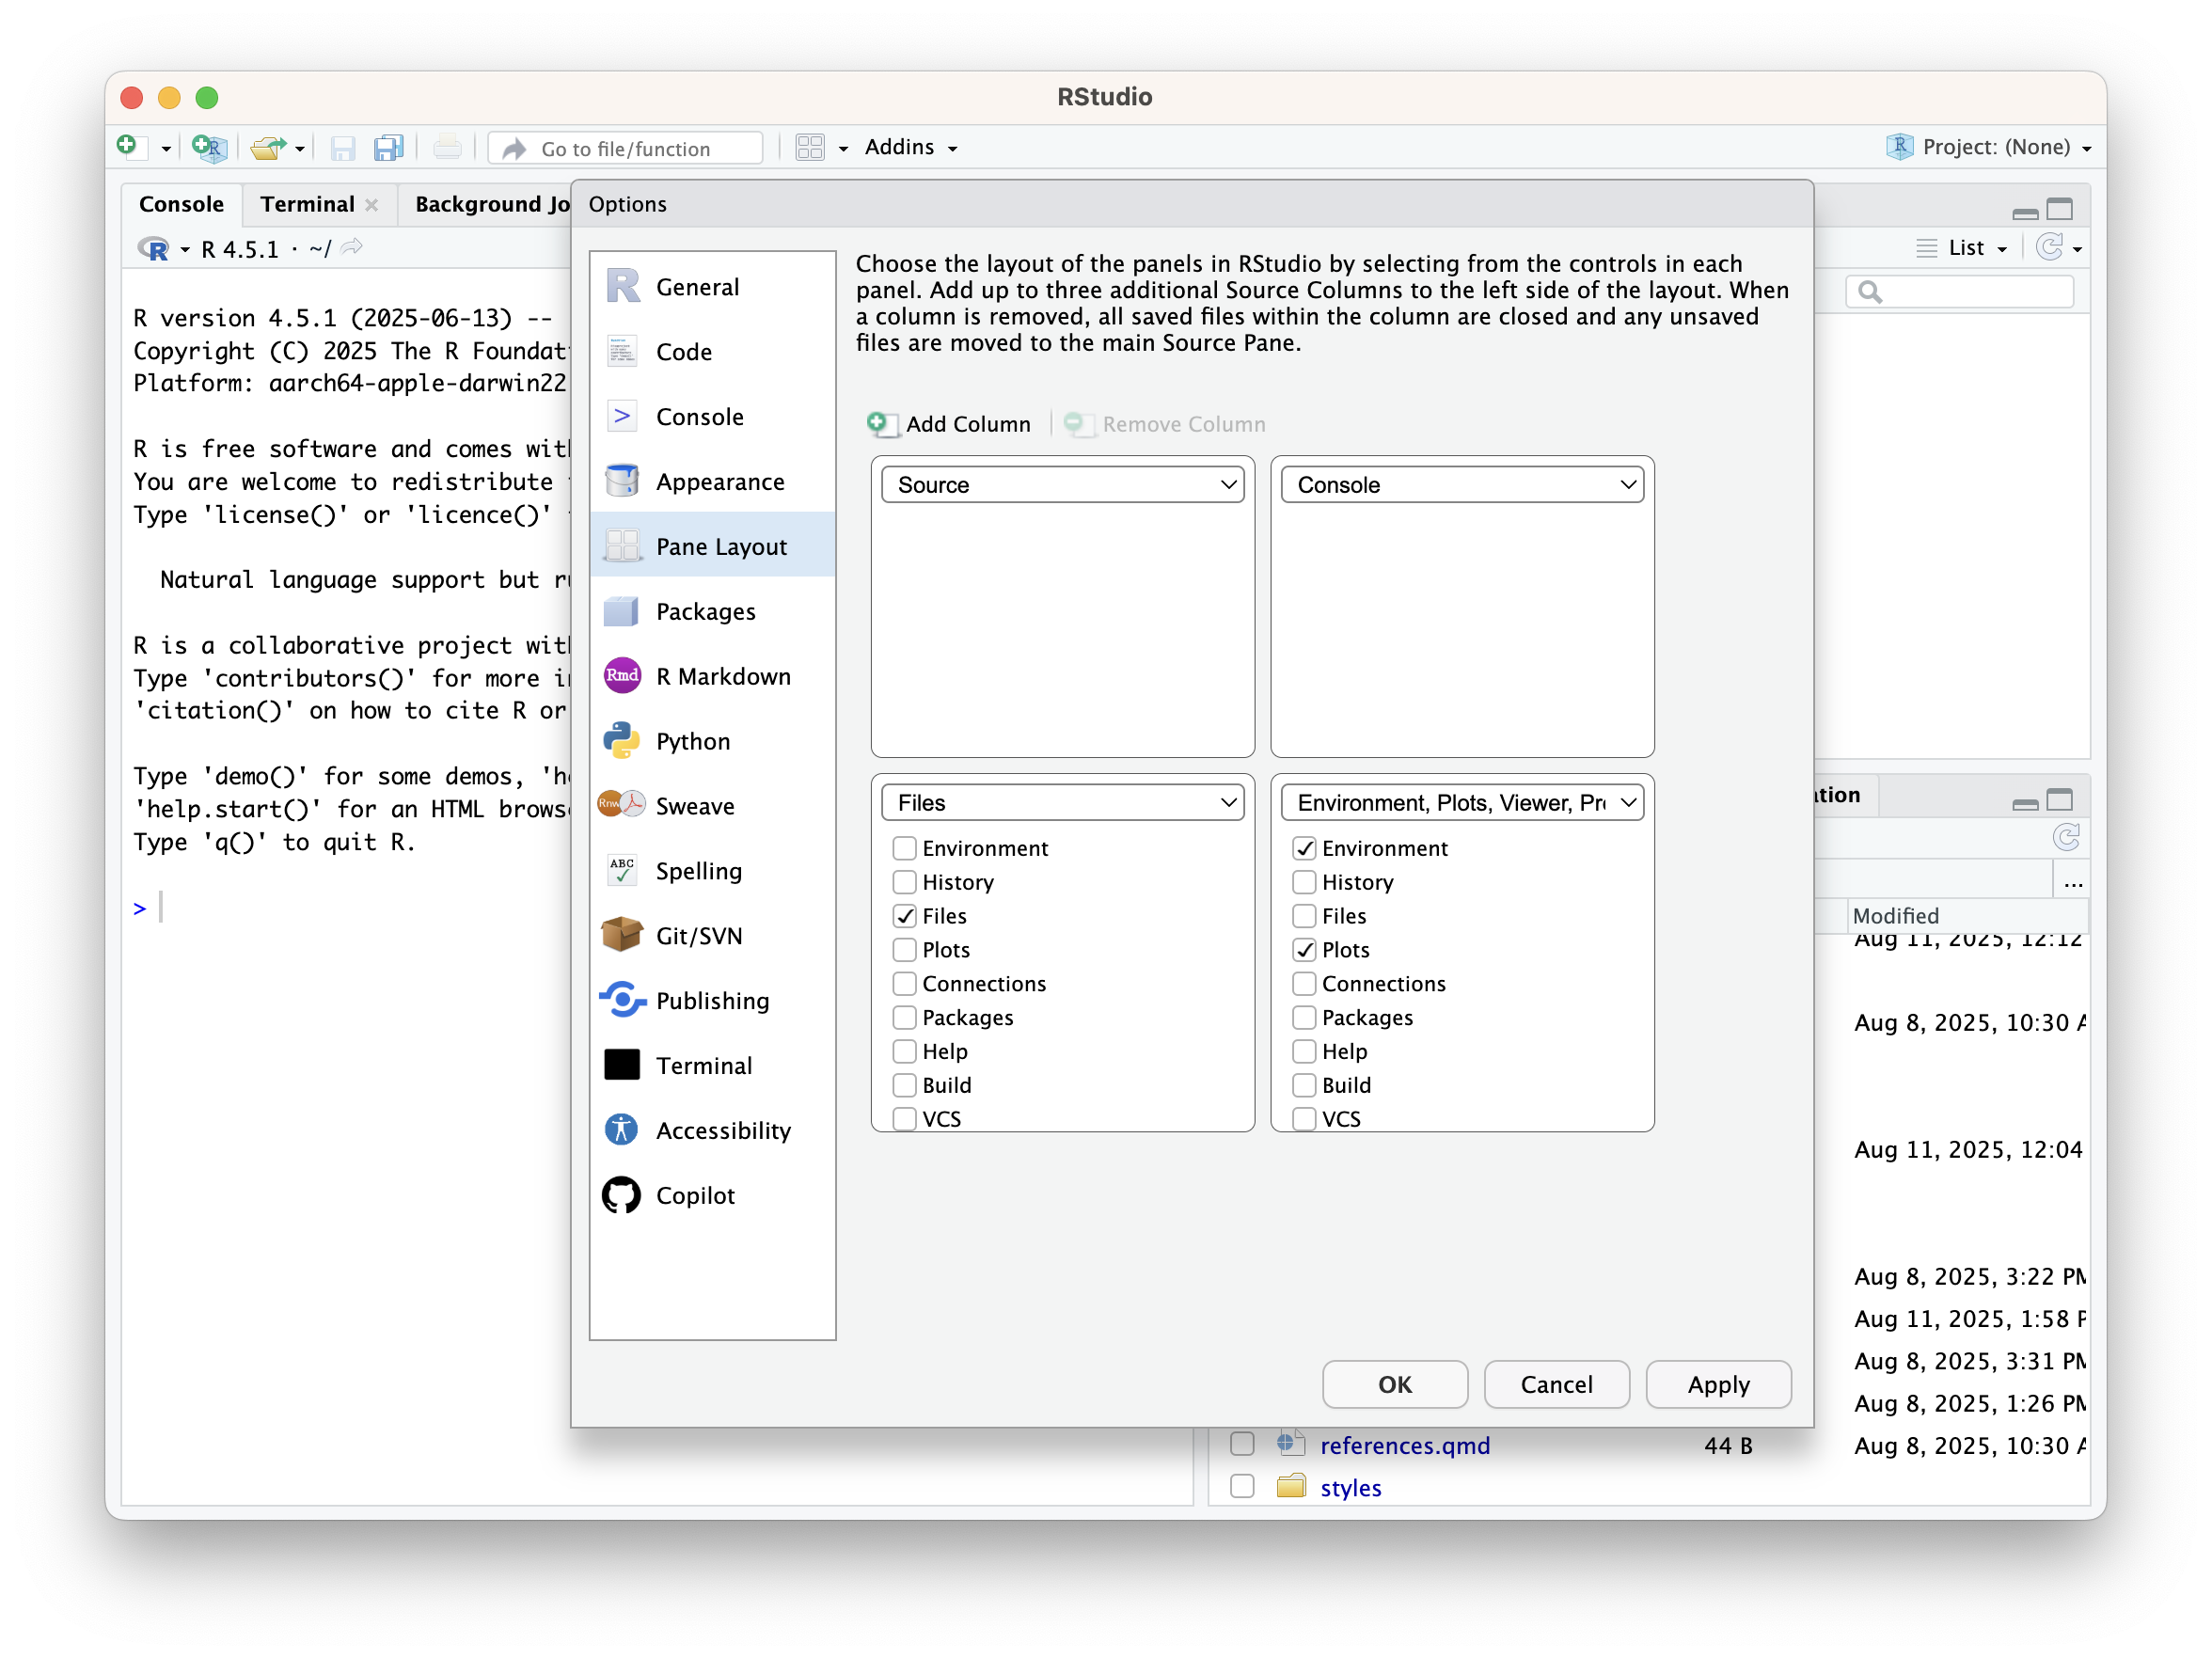 RStudio
Go to file/function
Addins
Project: (None)
Console
Terminal
Background Jo
R 4.5.1 · ~/
R version 4.5.1 (2025-06-13) --
Copyright (C) 2025 The R Foundat
Platform: aarch64-apple-darwin22
R is free software and comes with
You are welcome to redistribute
Type 'license()' or 'licence()'
Natural language support but ru
R is a collaborative project with
Type 'contributors()' for more in
'citation()' on how to cite R or
Type 'demo()' for some demos, 'he
'help.start()' for an HTML browse
Type 'q()' to quit R.
>
Options
General
Code
Console
Appearance
Pane Layout
Packages
Rmd
R Markdown
Python
Rnw
Sweave
ABC
Spelling
Git/SVN
Publishing
Terminal
Accessibility
Copilot
Choose the layout of the panels in RStudio by selecting from the controls in each
panel. Add up to three additional Source Columns to the left side of the layout. When
a column is removed, all saved files within the column are closed and any unsaved
files are moved to the main Source Pane.
Add Column
Remove Column
Source
Console
Files
Environment
History
Files
Plots
Connections
Packages
Help
Build
VCS
Environment, Plots, Viewer, Pr
Environment
History
Files
Plots
Connections
Packages
Help
Build
VCS
OK
Cancel
Apply
List
ation
...
Modified
Aug 11, 2025, 12:12
Aug 8, 2025, 10:30 A
Aug 11, 2025, 12:04
Aug 8, 2025, 3:22 PM
Aug 11, 2025, 1:58 P
Aug 8, 2025, 3:31 PM
Aug 8, 2025, 1:26 PM
references.qmd 44 B Aug 8, 2025, 10:30 A
styles